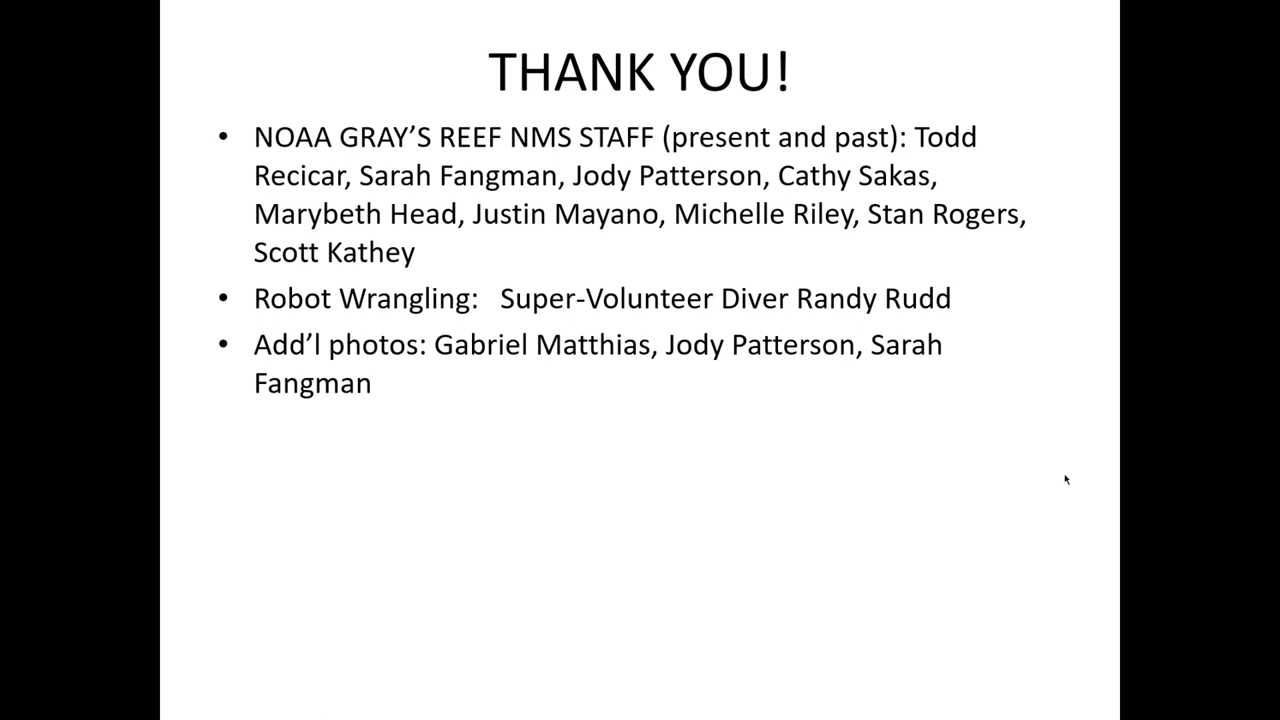 THANK YOU!
• NOAA GRAY’S REEF NMS STAFF (present and past): Todd
Recicar, Sarah Fangman, Jody Patterson, Cathy Sakas,
Marybeth Head, Justin Mayano, Michelle Riley, Stan Rogers,
Scott Kathey
• Robot Wrangling:   Super-Volunteer Diver Randy Rudd
• Add’l photos: Gabriel Matthias, Jody Patterson, Sarah
Fangman